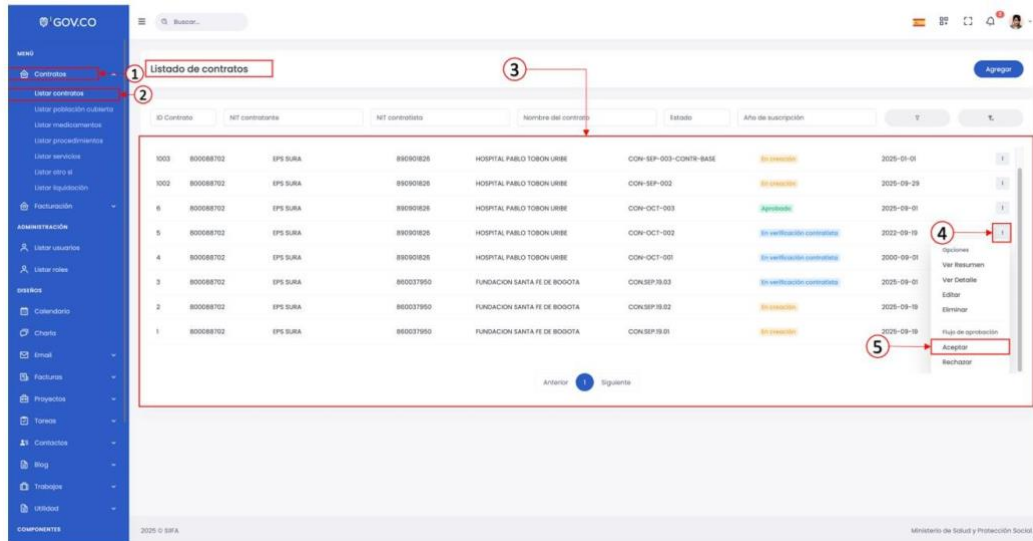 GOV.CO
Buscar...
MENÚ
Contratos
1
Listar contratos
2
Listar población cubierta
Listar medicamentos
Listar procedimientos
Listar servicios
Listar otro si
Listar liquidación
Facturación
ADMINISTRACIÓN
Listar usuarios
Listar roles
DISEÑOS
Calendario
Charla
Email
Facturas
Proyectos
Tareas
Contactos
Blog
Trabajos
Utilidad
COMPONENTES
Listado de contratos
3
Agregar
ID Contrato NIT contratante NIT contratista Nombre del contrato Estado Año de suscripción
1003 800088702 EPS SURA 890901826 HOSPITAL PABLO TOBON URIBE CON-SEP-003-CONTR-BASE En creación 2025-01-01
1002 800088702 EPS SURA 890901826 HOSPITAL PABLO TOBON URIBE CON-SEP-002 En creación 2025-09-29
6 800088702 EPS SURA 890901826 HOSPITAL PABLO TOBON URIBE CON-OCT-003 Aprobado 2025-09-01
5 800088702 EPS SURA 890901826 HOSPITAL PABLO TOBON URIBE CON-OCT-002 En verificación contratista 2022-09-19
4
4 800088702 EPS SURA 890901826 HOSPITAL PABLO TOBON URIBE CON-OCT-001 En verificación contratista 2000-09-01
3 800088702 EPS SURA 860037950 FUNDACION SANTA FE DE BOGOTA CON.SEP.19.03 En verificación contratista 2025-09-01
2 800088702 EPS SURA 860037950 FUNDACION SANTA FE DE BOGOTA CON.SEP.19.02 En creación 2025-09-19
1 800088702 EPS SURA 860037950 FUNDACION SANTA FE DE BOGOTA CON.SEP.19.01 En creación 2025-09-19
Opciones
Ver Resumen
Ver Detalle
Editar
Eliminar
Flujo de aprobación
5
Aceptar
Rechazar
Anterior 1 Siguiente
2025 © SIIFA
Ministerio de Salud y Protección Social